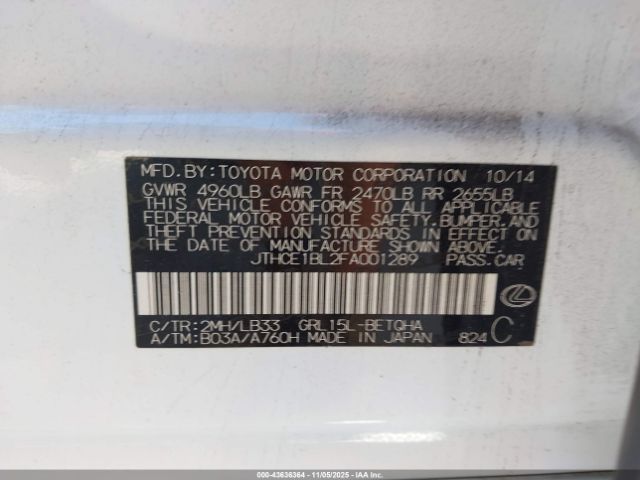 MFD. BY: TOYOTA MOTOR CORPORATION 10/14
GVWR 4960LB GAWR FR 2470LB RR 2655LB
THIS VEHICLE CONFORMS TO ALL APPLICABLE
FEDERAL MOTOR VEHICLE SAFETY, BUMPER, AND
THEFT PREVENTION STANDARDS IN EFFECT ON
THE DATE OF MANUFACTURE SHOWN ABOVE.
JTHCE1BL2FA001289 PASS. CAR
C/TR: 2MH/LB33 GRL15L-BETQHA
A/TM: B03A/A760H MADE IN JAPAN 824 C
000-43636364 - 11/05/2025 - IAAI.COM